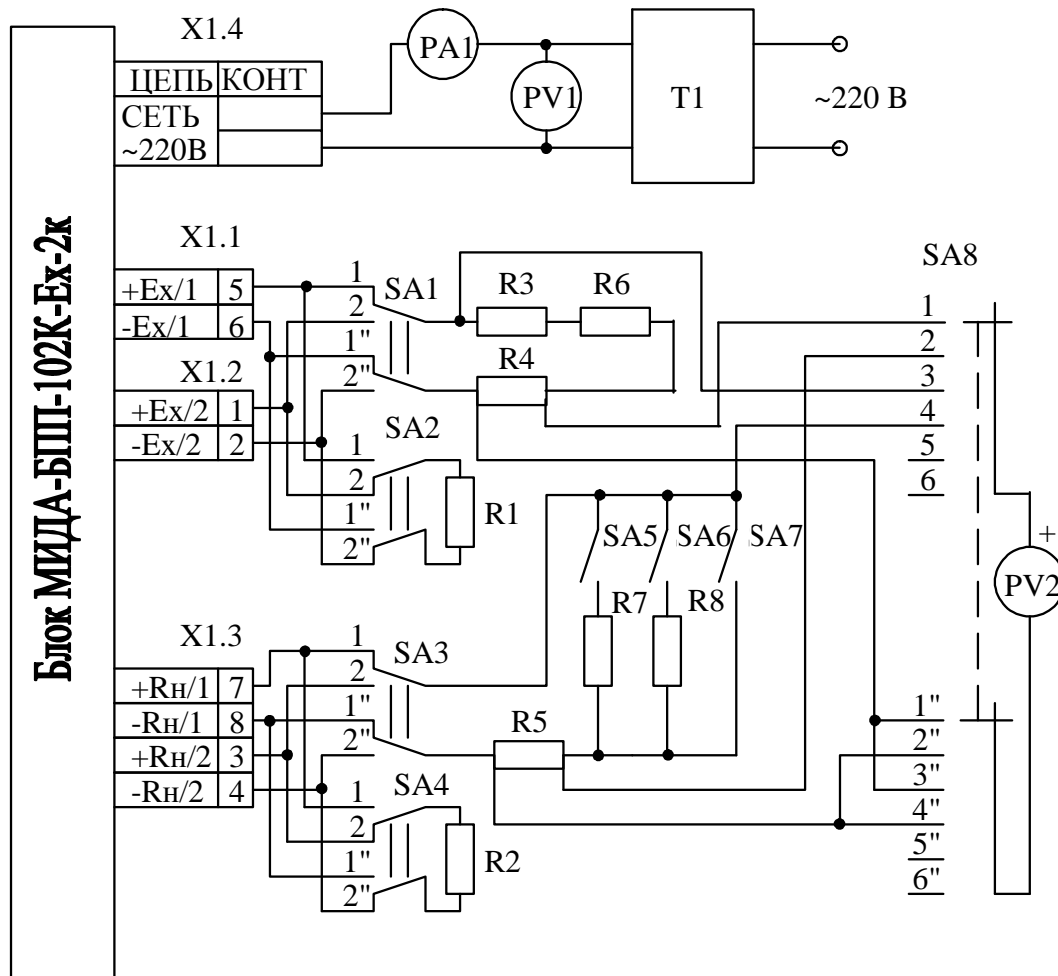 Блок МИДА-БПП-102К-Ех-2к
X1.4
ЦЕПЬ КОНТ
СЕТЬ
~220В
PA1
PV1
T1
~220 В
X1.1
+Ex/1 5
-Ex/1 6
X1.2
+Ex/2 1
-Ex/2 2
1
2
1"
2"
SA1
R3
R6
R4
SA2
1
2
1"
2"
R1
SA8
1
2
3
4
5
6
SA5
SA6
SA7
R7
R8
+
PV2
X1.3
+Rн/1 7
-Rн/1 8
+Rн/2 3
-Rн/2 4
1
2
1"
2"
SA3
R5
SA4
1
2
1"
2"
R2
1"
2"
3"
4"
5"
6"